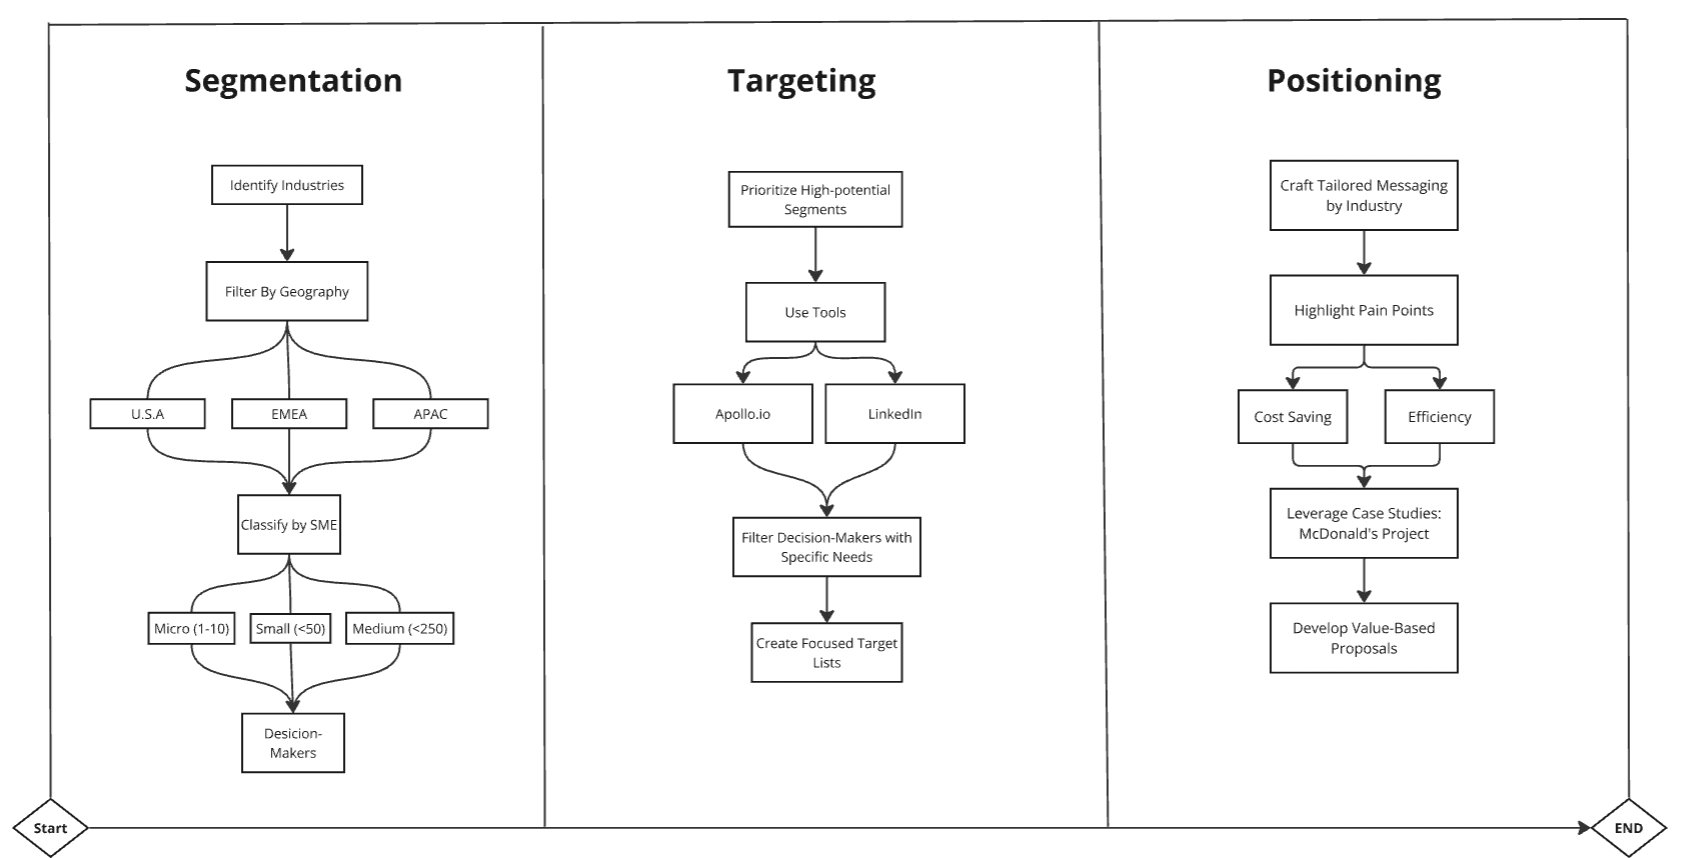 Segmentation
Identify Industries
Filter By Geography
U.S.A
EMEA
APAC
Classify by SME
Micro (1-10)
Small (<50)
Medium (<250)
Desicion-
Makers
Targeting
Prioritize High-potential
Segments
Use Tools
Apollo.io
LinkedIn
Filter Decision-Makers with
Specific Needs
Create Focused Target
Lists
Positioning
Craft Tailored Messaging
by Industry
Highlight Pain Points
Cost Saving
Efficiency
Leverage Case Studies:
McDonald's Project
Develop Value-Based
Proposals
Start
END